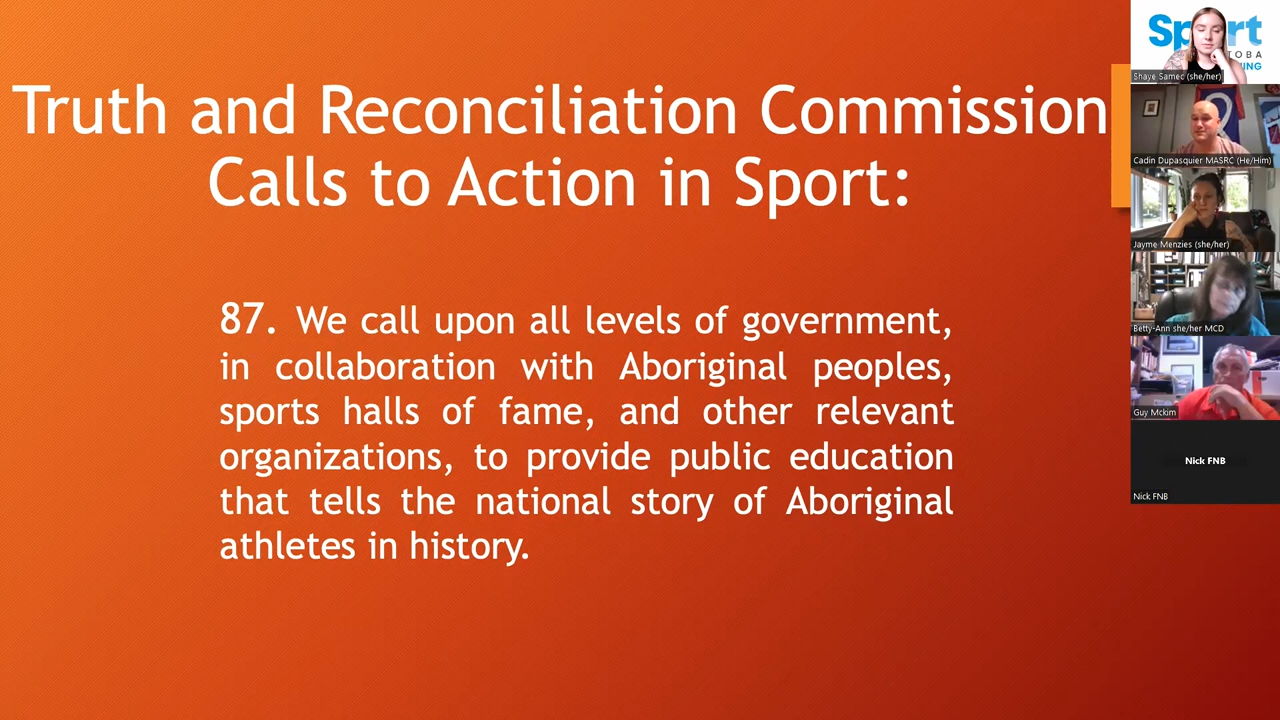 Truth and Reconciliation Commission
Calls to Action in Sport:
87. We call upon all levels of government,
in collaboration with Aboriginal peoples,
sports halls of fame, and other relevant
organizations, to provide public education
that tells the national story of Aboriginal
athletes in history.
Shaye Samec (she/her)
Cadin Dupasquier MASRC (He/Him)
Jayme Menzies (she/her)
Betty-Ann she/her MCD
Guy Mckim
Nick FNB
Nick FNB